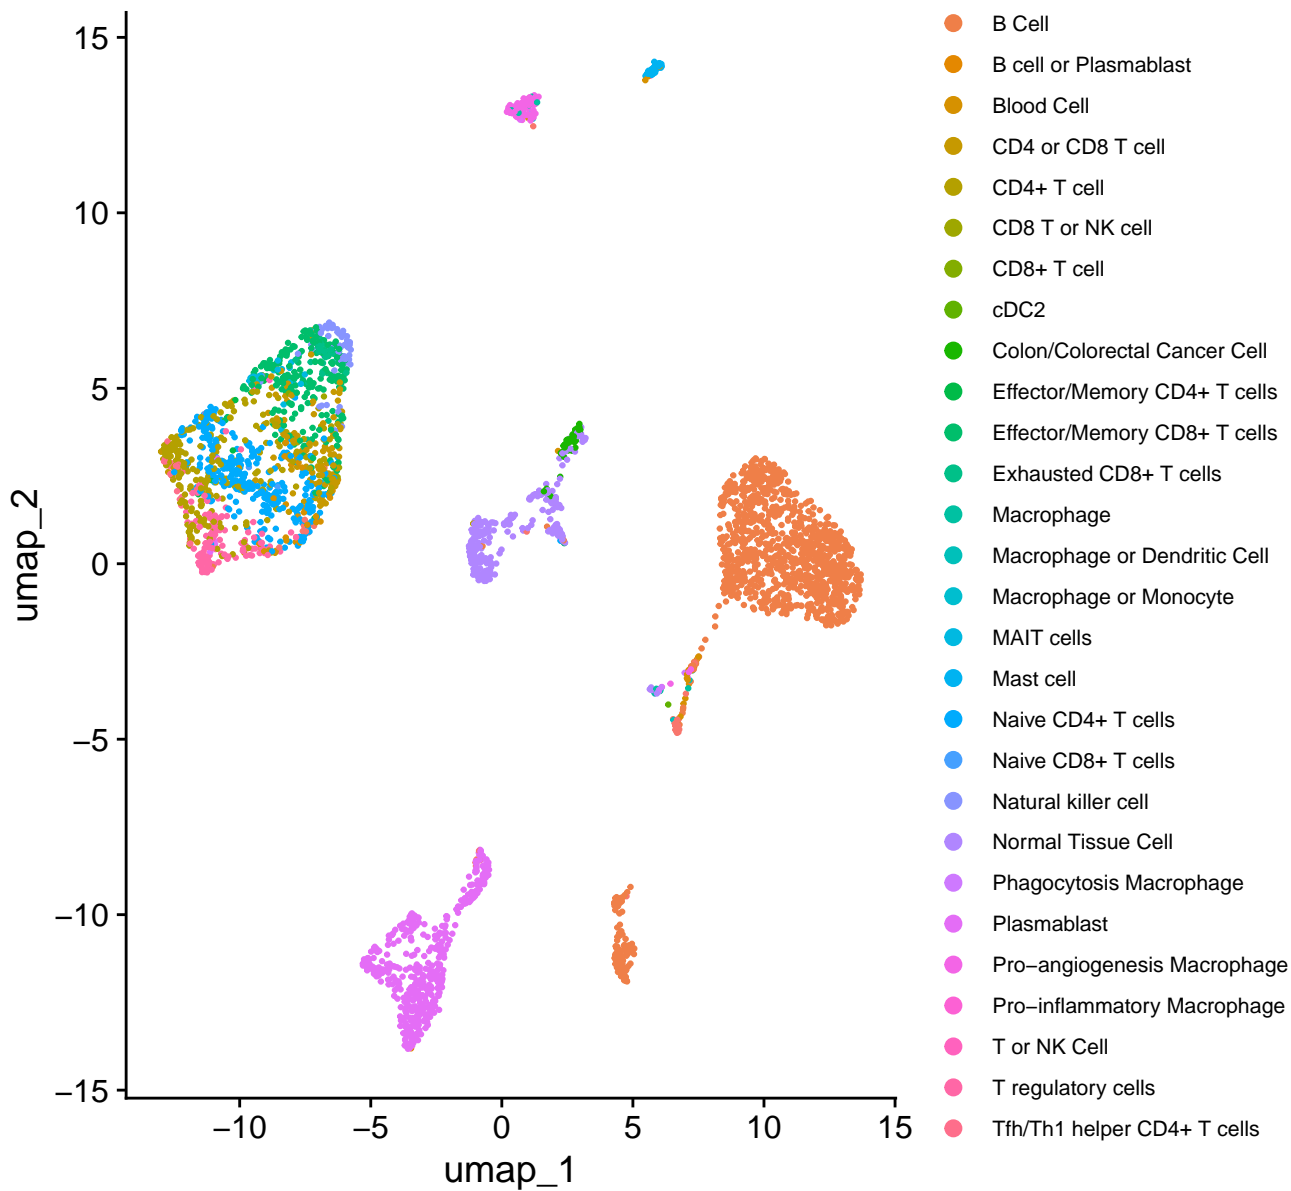 15
10
5
0
−5
−10
−15
umap_2
−10
−5
0
5
10
15
umap_1
B Cell
B cell or Plasmablast
Blood Cell
CD4 or CD8 T cell
CD4+ T cell
CD8 T or NK cell
CD8+ T cell
cDC2
Colon/Colorectal Cancer Cell
Effector/Memory CD4+ T cells
Effector/Memory CD8+ T cells
Exhausted CD8+ T cells
Macrophage
Macrophage or Dendritic Cell
Macrophage or Monocyte
MAIT cells
Mast cell
Naive CD4+ T cells
Naive CD8+ T cells
Natural killer cell
Normal Tissue Cell
Phagocytosis Macrophage
Plasmablast
Pro−angiogenesis Macrophage
Pro−inflammatory Macrophage
T or NK Cell
T regulatory cells
Tfh/Th1 helper CD4+ T cells